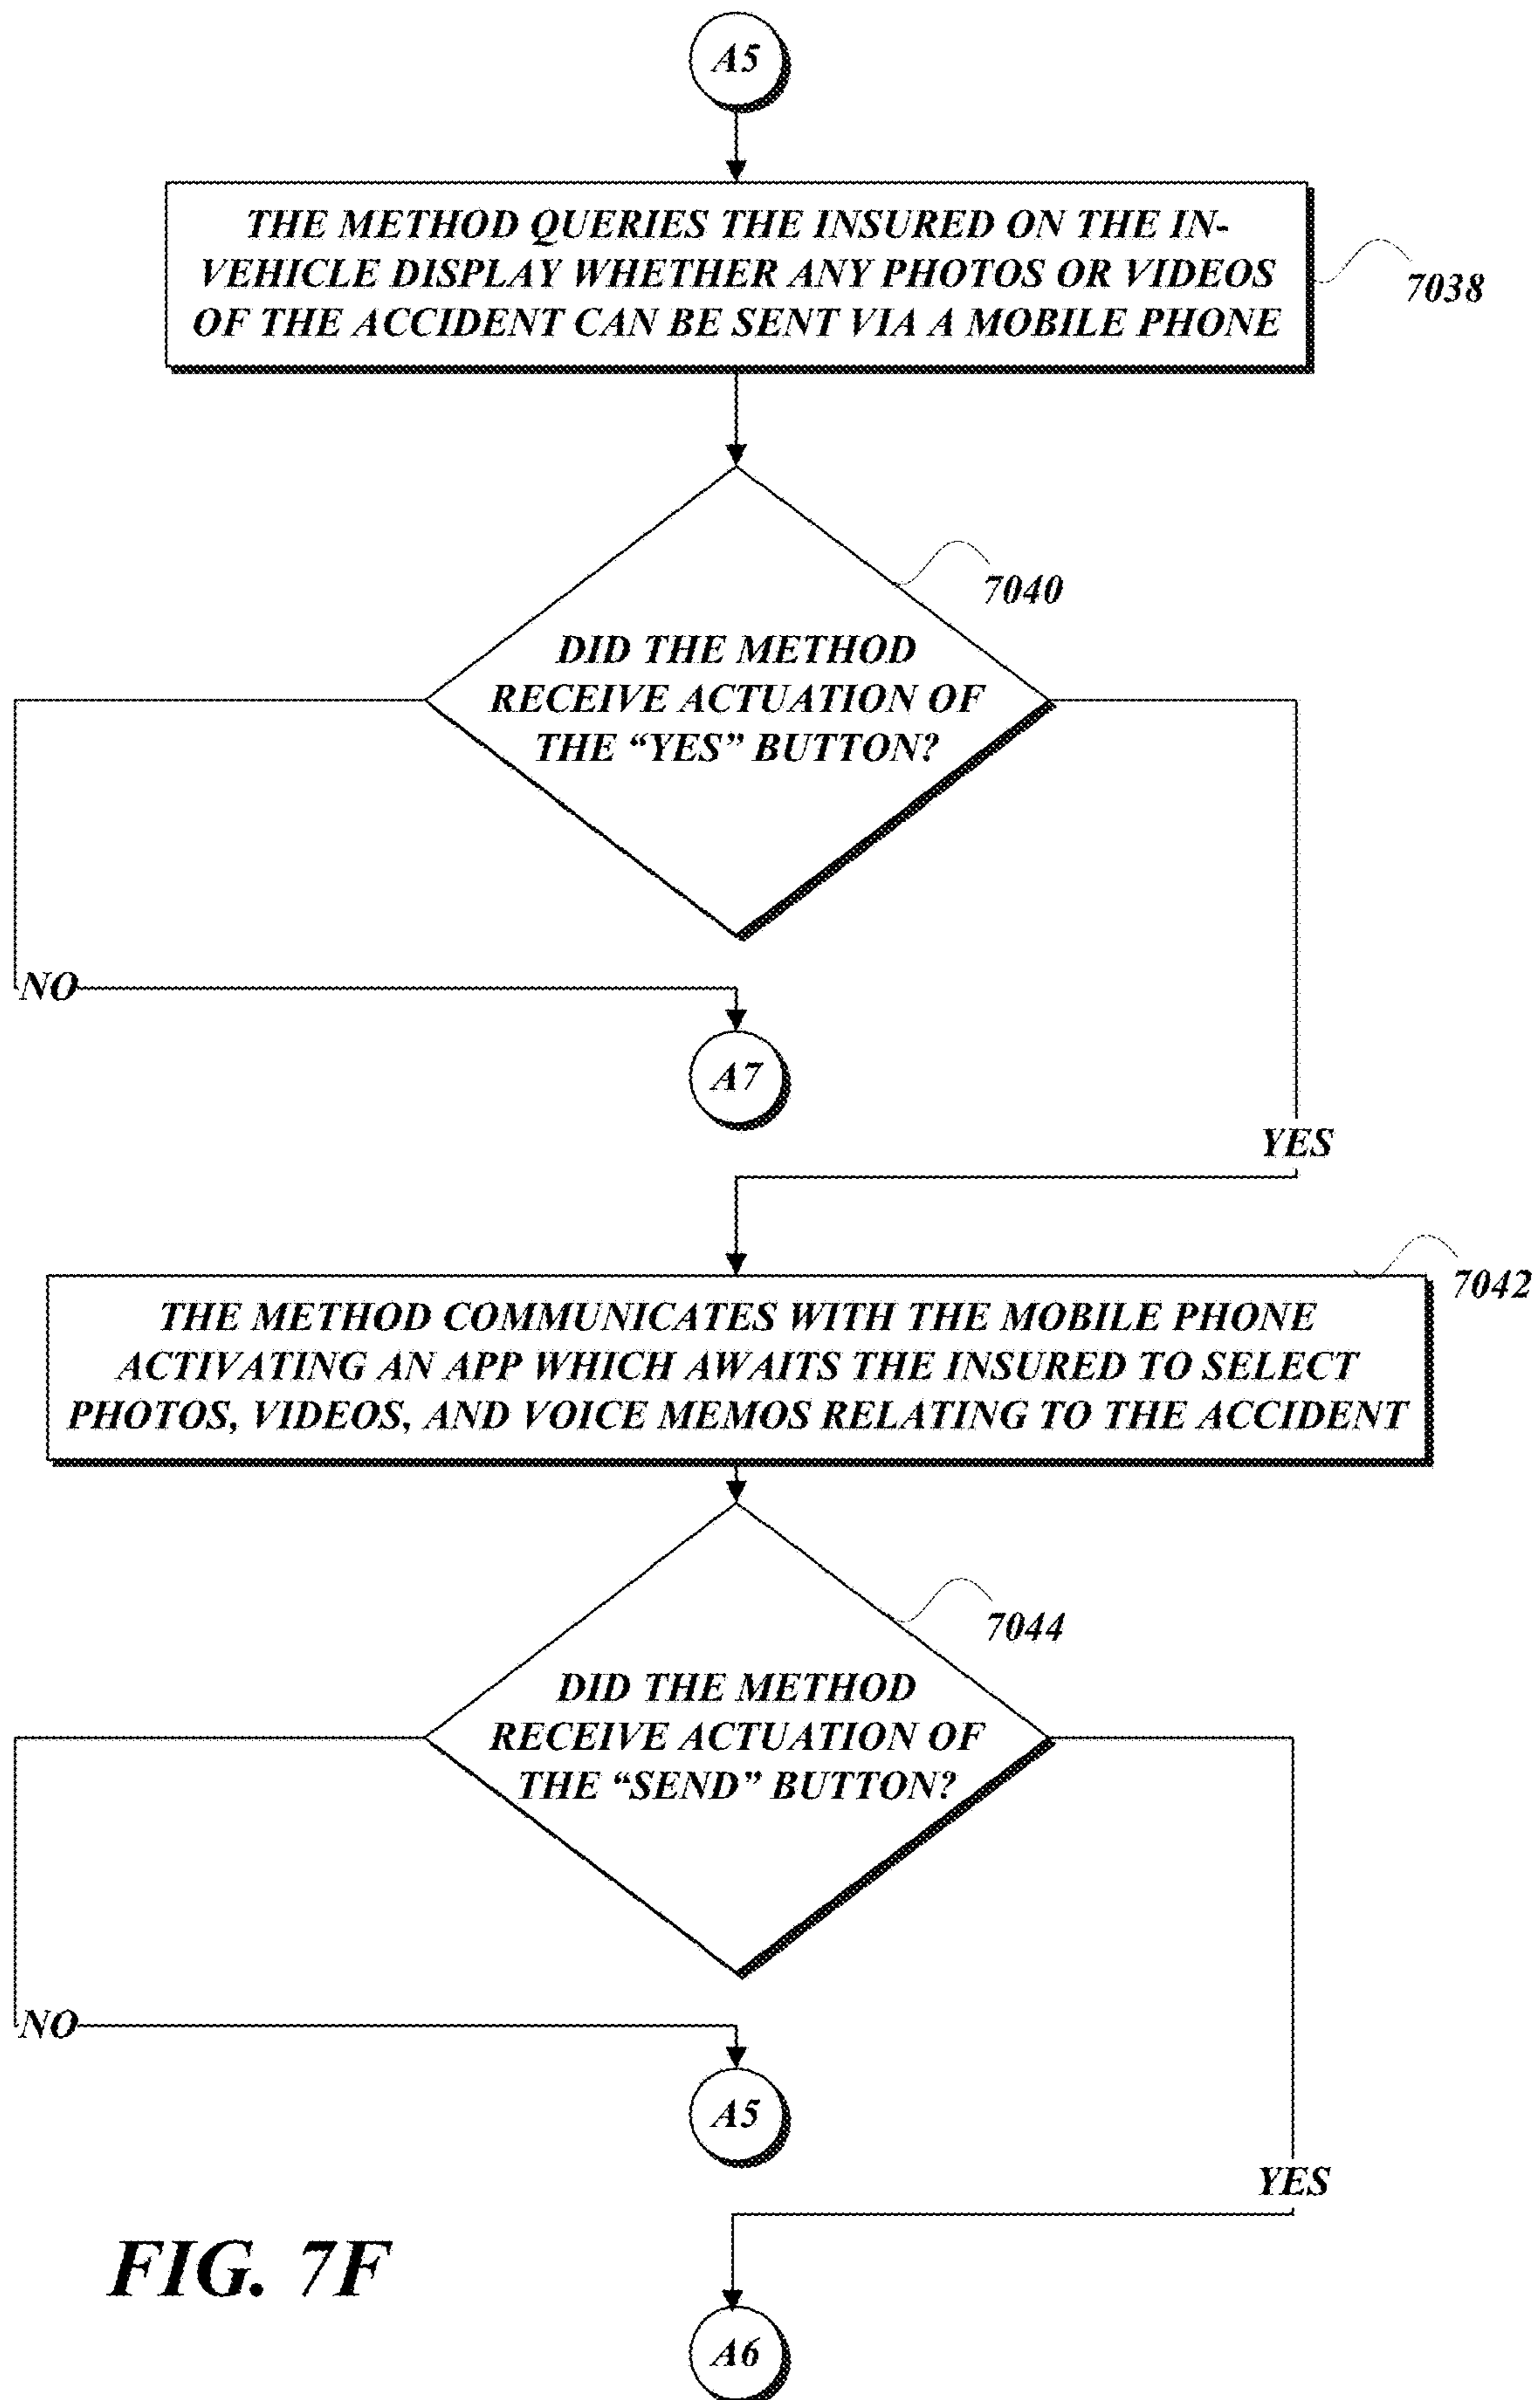 A5
THE METHOD QUERIES THE INSURED ON THE IN-
VEHICLE DISPLAY WHETHER ANY PHOTOS OR VIDEOS
OF THE ACCIDENT CAN BE SENT VIA A MOBILE PHONE
7038
7040
DID THE METHOD
RECEIVE ACTUATION OF
THE “YES” BUTTON?
NO
A7
YES
7042
THE METHOD COMMUNICATES WITH THE MOBILE PHONE
ACTIVATING AN APP WHICH AWAITS THE INSURED TO SELECT
PHOTOS, VIDEOS, AND VOICE MEMOS RELATING TO THE ACCIDENT
7044
DID THE METHOD
RECEIVE ACTUATION OF
THE “SEND” BUTTON?
NO
A5
YES
FIG. 7F
A6